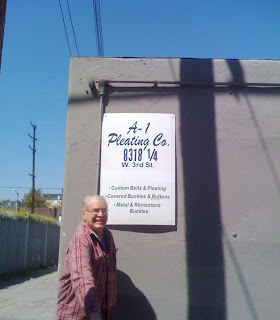 A-1
Pleating Co.
8318 1/4
W. 3rd St.
• Custom Belts & Pleating
• Covered Buckles & Buttons
• Metal & Rhinestone
Buckles